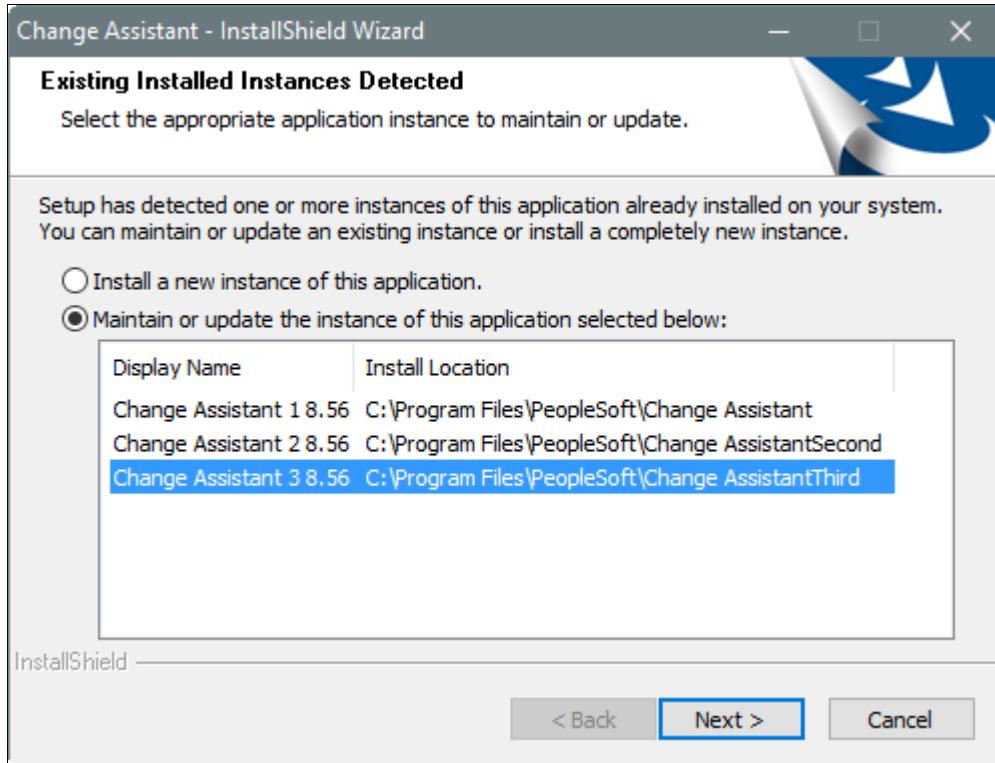 Change Assistant - InstallShield Wizard
Existing Installed Instances Detected
Select the appropriate application instance to maintain or update.
Setup has detected one or more instances of this application already installed on your system.
You can maintain or update an existing instance or install a completely new instance.
Install a new instance of this application.
Maintain or update the instance of this application selected below:
Display Name Install Location
Change Assistant 1 8.56 C:\Program Files\PeopleSoft\Change Assistant
Change Assistant 2 8.56 C:\Program Files\PeopleSoft\Change AssistantSecond
Change Assistant 3 8.56 C:\Program Files\PeopleSoft\Change AssistantThird
InstallShield
< Back Next > Cancel